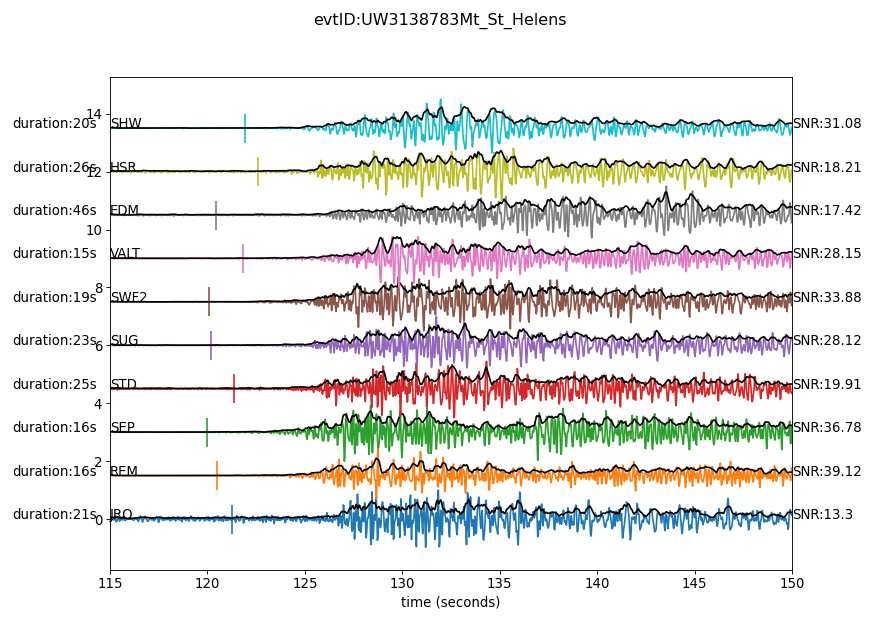 evtID:UW3138783Mt_St_Helens
14
duration:20s SHW SNR:31.08
duration:26s HSR SNR:18.21
12
duration:46s EDM SNR:17.42
10
duration:15s VALT SNR:28.15
8
duration:19s SWF2 SNR:33.88
duration:23s SUG SNR:28.12
6
duration:25s STD SNR:19.91
4
duration:16s SEP SNR:36.78
2
duration:16s REM SNR:39.12
duration:21s JRO SNR:13.3
0
115 120 125 130 135 140 145 150
time (seconds)